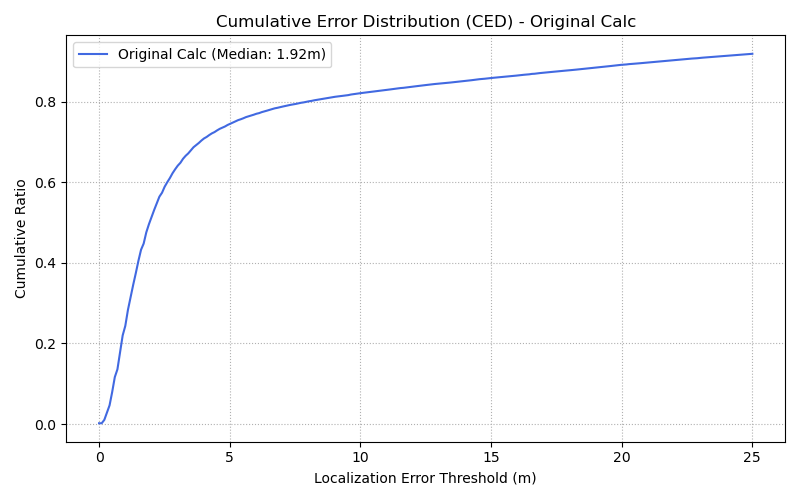 Cumulative Error Distribution (CED) - Original Calc
Original Calc (Median: 1.92m)
0.8
0.6
0.4
0.2
0.0
Cumulative Ratio
0
5
10
15
20
25
Localization Error Threshold (m)